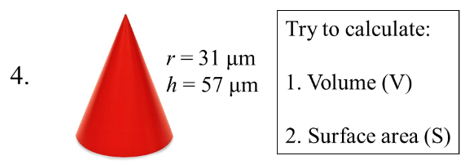 4.
r = 31 μm
h = 57 μm
Try to calculate:
1. Volume (V)
2. Surface area (S)